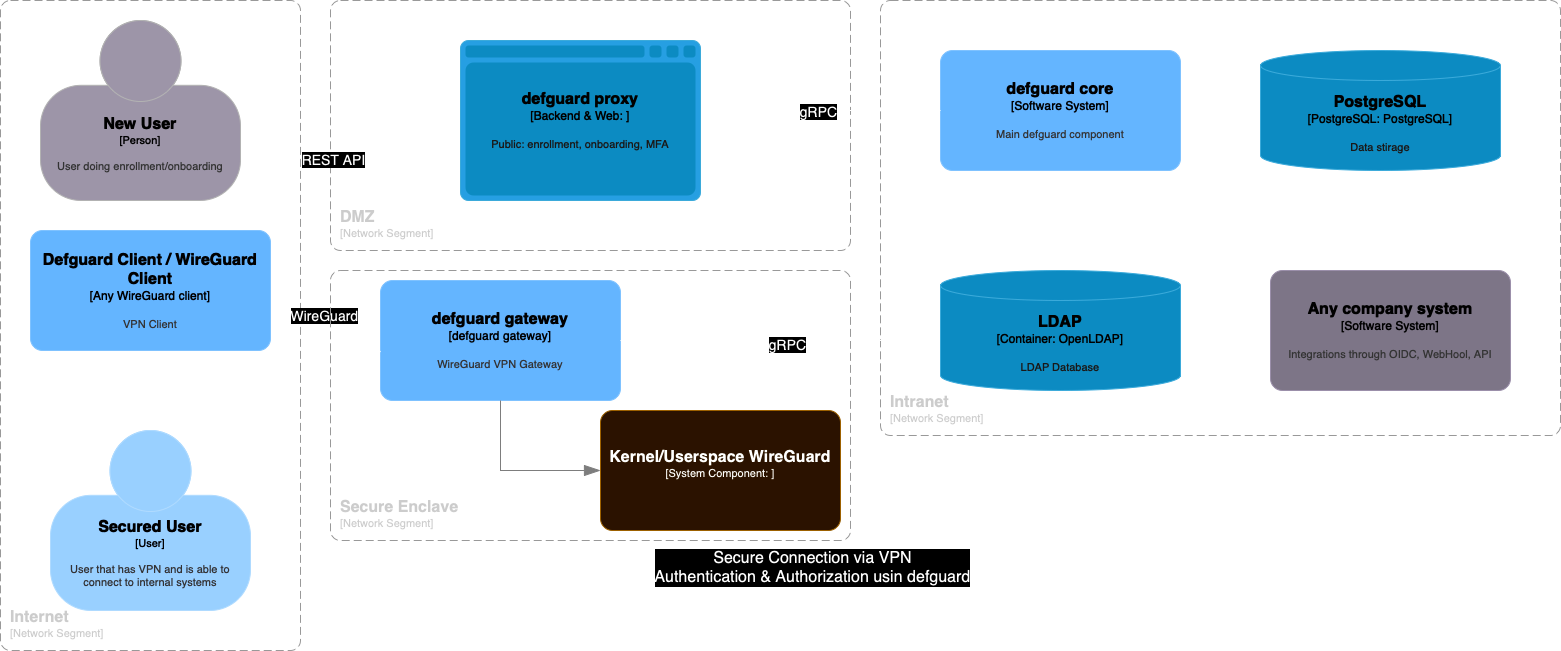 New User
[Person]
User doing enrollment/onboarding
Defguard Client / WireGuard
Client
[Any WireGuard client]
VPN Client
Secured User
[User]
User that has VPN and is able to
connect to internal systems
Internet
[Network Segment]
REST API
WireGuard
defguard proxy
[Backend & Web: ]
Public: enrollment, onboarding, MFA
gRPC
DMZ
[Network Segment]
defguard gateway
[defguard gateway]
WireGuard VPN Gateway
gRPC
Kernel/Userspace WireGuard
[System Component: ]
Secure Enclave
[Network Segment]
Secure Connection via VPN
Authentication & Authorization usin defguard
defguard core
[Software System]
Main defguard component
PostgreSQL
[PostgreSQL: PostgreSQL]
Data stirage
LDAP
[Container: OpenLDAP]
LDAP Database
Any company system
[Software System]
Integrations through OIDC, WebHool, API
Intranet
[Network Segment]